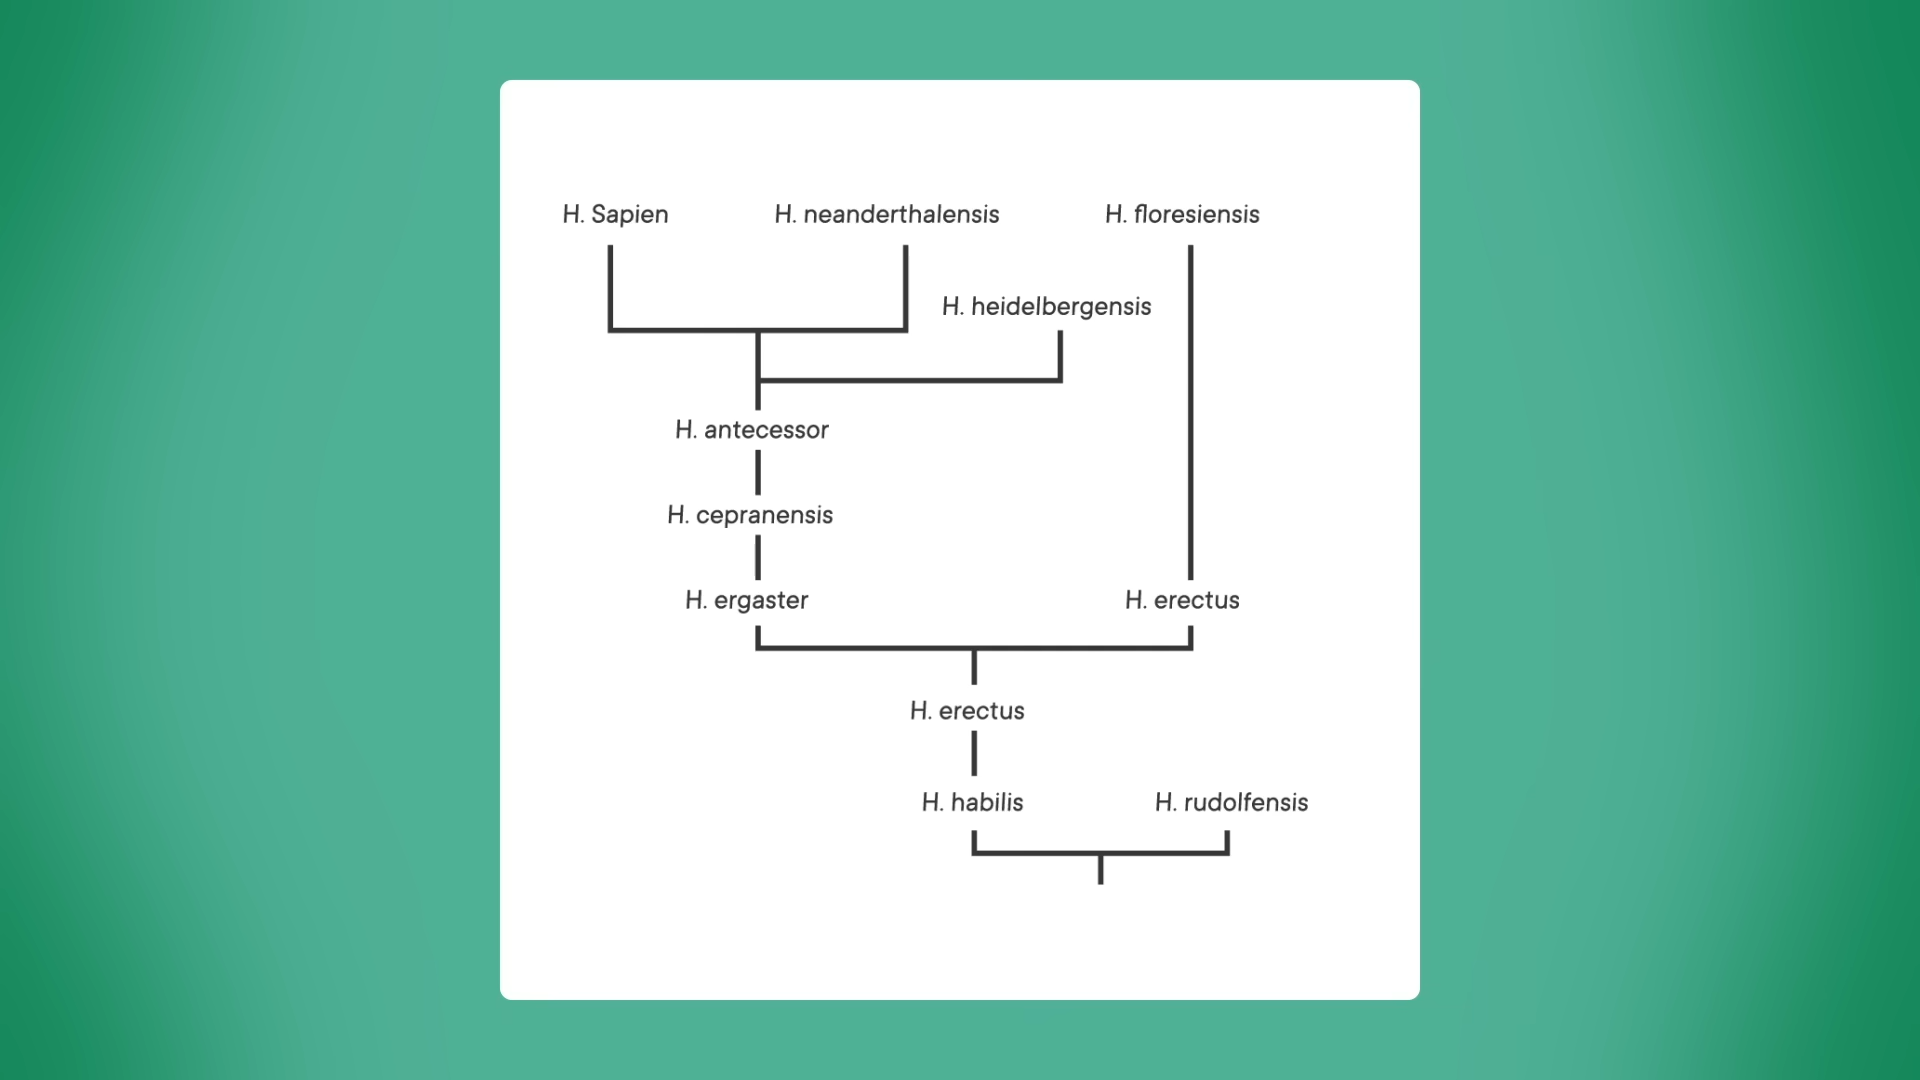 H. Sapien
H. neanderthalensis
H. floresiensis
H. heidelbergensis
H. antecessor
H. cepranensis
H. ergaster
H. erectus
H. erectus
H. habilis
H. rudolfensis